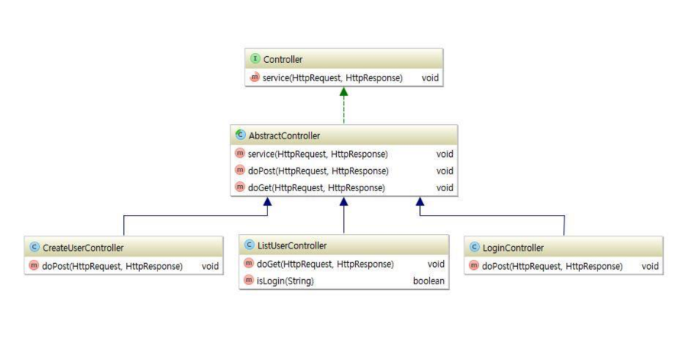 I Controller
m service(HttpRequest, HttpResponse) void
C AbstractController
m service(HttpRequest, HttpResponse) void
m doPost(HttpRequest, HttpResponse) void
m doGet(HttpRequest, HttpResponse) void
C CreateUserController
m doPost(HttpRequest, HttpResponse) void
C ListUserController
m doGet(HttpRequest, HttpResponse) void
m isLogin(String) boolean
C LoginController
m doPost(HttpRequest, HttpResponse) void